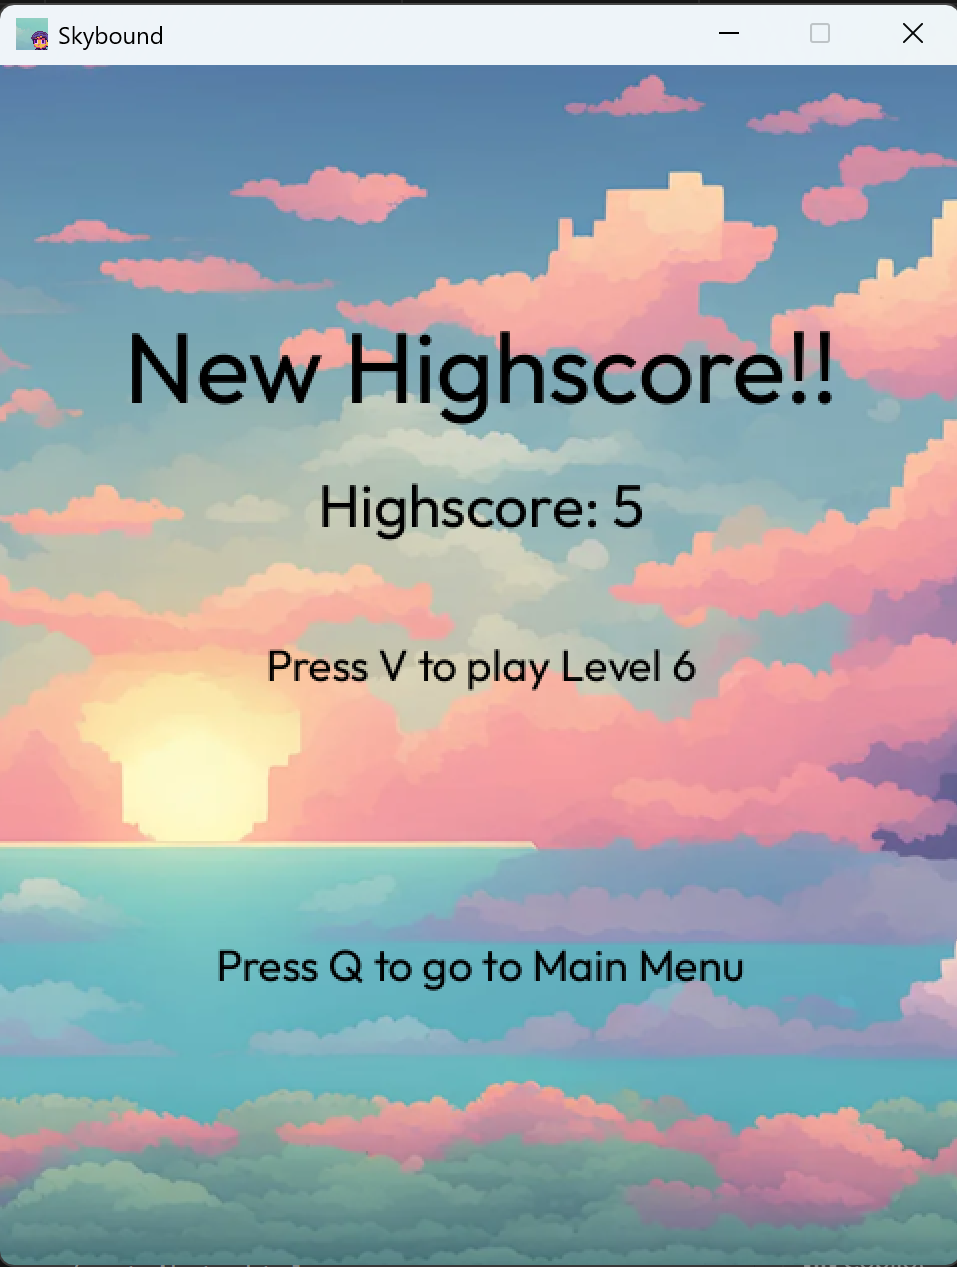 Skybound
New Highscore!!
Highscore: 5
Press V to play Level 6
Press Q to go to Main Menu